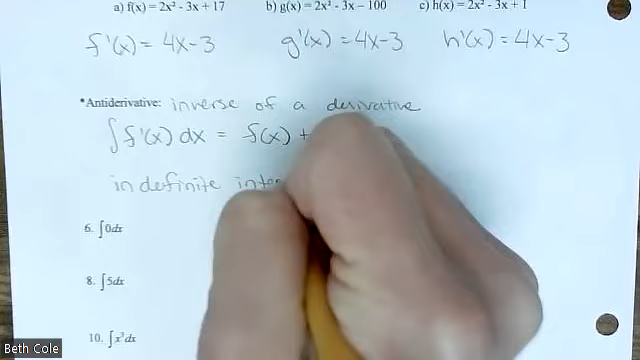 a) f(x) = 2x² - 3x + 17 b) g(x) = 2x² - 3x – 100 c) h(x) = 2x² - 3x + 1
f'(x) = 4x-3 g'(x) = 4x-3 h'(x) = 4x-3
*Antiderivative: inverse of a derivative
∫f'(x) dx = f(x) +
indefinite
6. ∫0dx
8. ∫5dx
10. ∫x³dx
Beth Cole